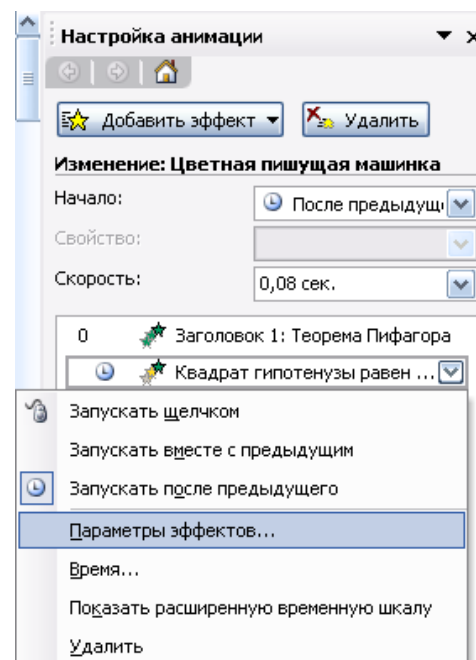 Настройка анимации
Добавить эффект
Удалить
Изменение: Цветная пишущая машинка
Начало:
После предыдущ
Свойство:
Скорость:
0,08 сек.
0
Заголовок 1: Теорема Пифагора
Квадрат гипотенузы равен ...
Запускать щелчком
Запускать вместе с предыдущим
Запускать после предыдущего
Параметры эффектов...
Время...
Показать расширенную временную шкалу
Удалить